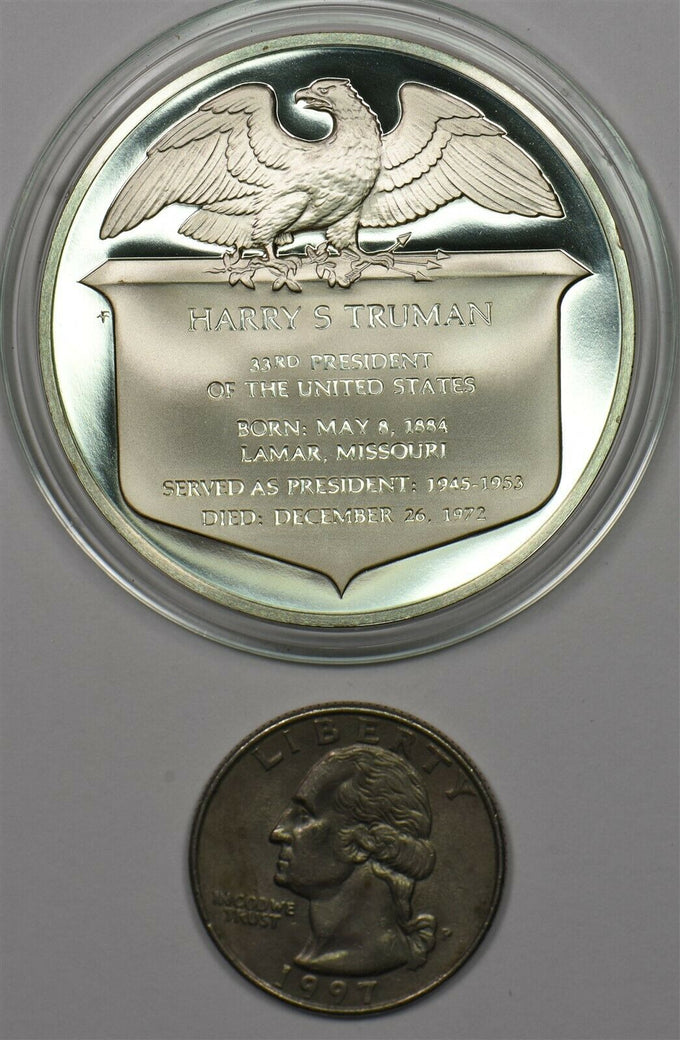 HARRY S TRUMAN
33RD PRESIDENT
OF THE UNITED STATES
BORN: MAY 8, 1884
LAMAR, MISSOURI
SERVED AS PRESIDENT: 1945-1953
DIED: DECEMBER 26, 1972
LIBERTY
IN GOD WE
TRUST
P
1997